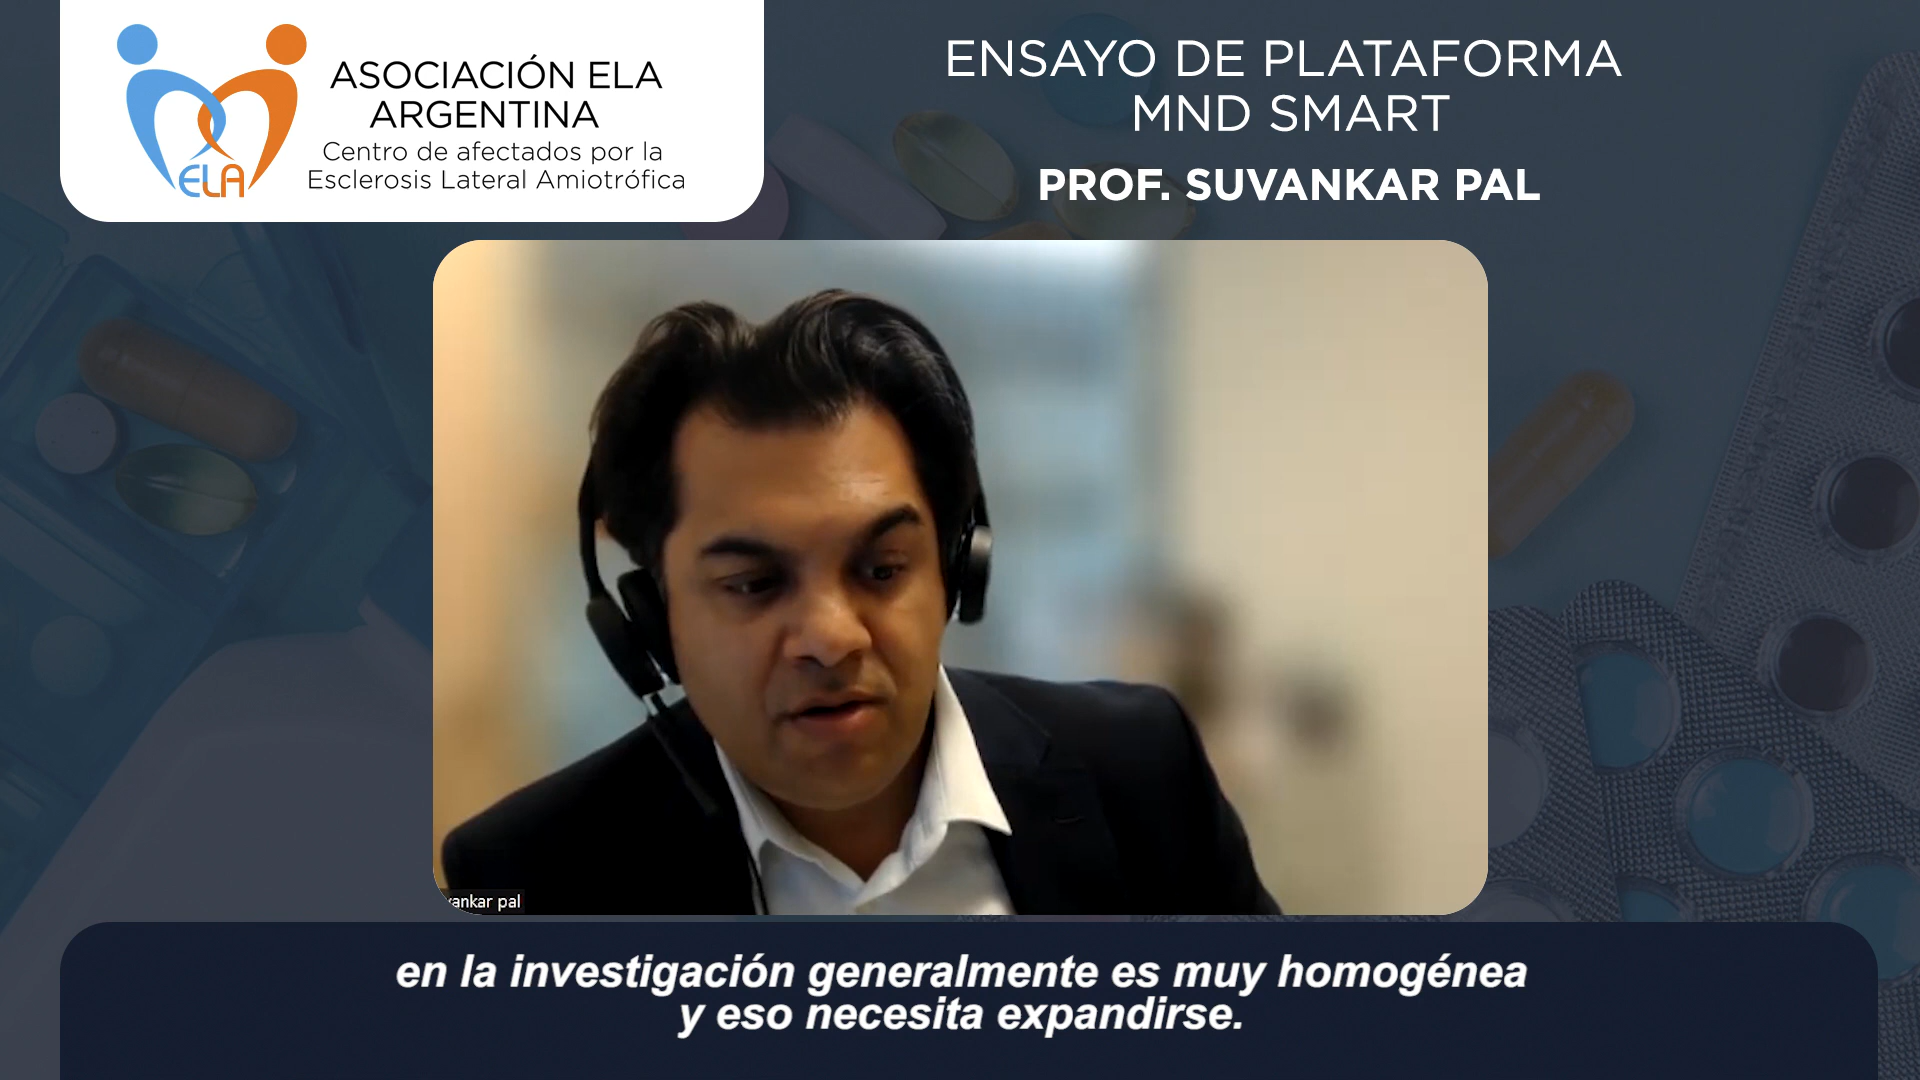 ASOCIACIÓN ELA
ARGENTINA
Centro de afectados por la
Esclerosis Lateral Amiotrófica
ELA
ENSAYO DE PLATAFORMA
MND SMART
PROF. SUVANKAR PAL
vankar pal
en la investigación generalmente es muy homogénea
y eso necesita expandirse.